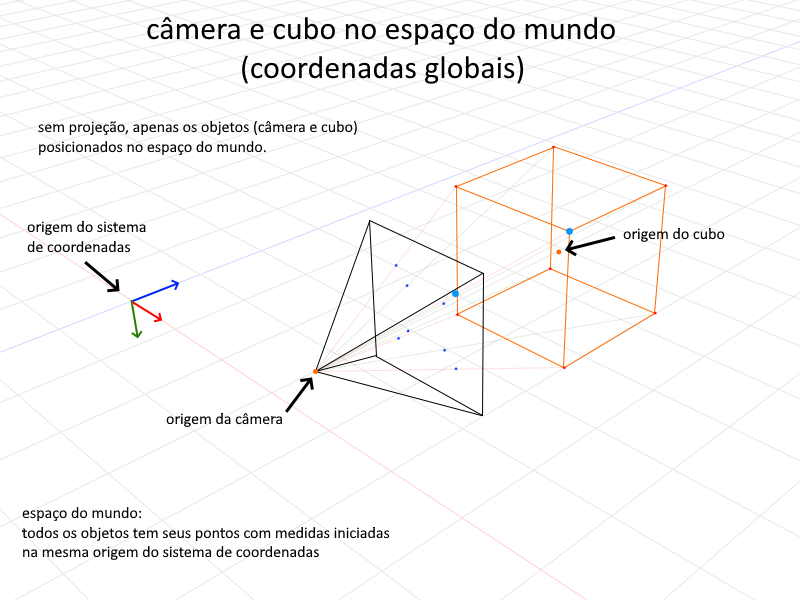 câmera e cubo no espaço do mundo
(coordenadas globais)
sem projeção, apenas os objetos (câmera e cubo)
posicionados no espaço do mundo.
origem do sistema
de coordenadas
origem do cubo
origem da câmera
espaço do mundo:
todos os objetos tem seus pontos com medidas iniciadas
na mesma origem do sistema de coordenadas